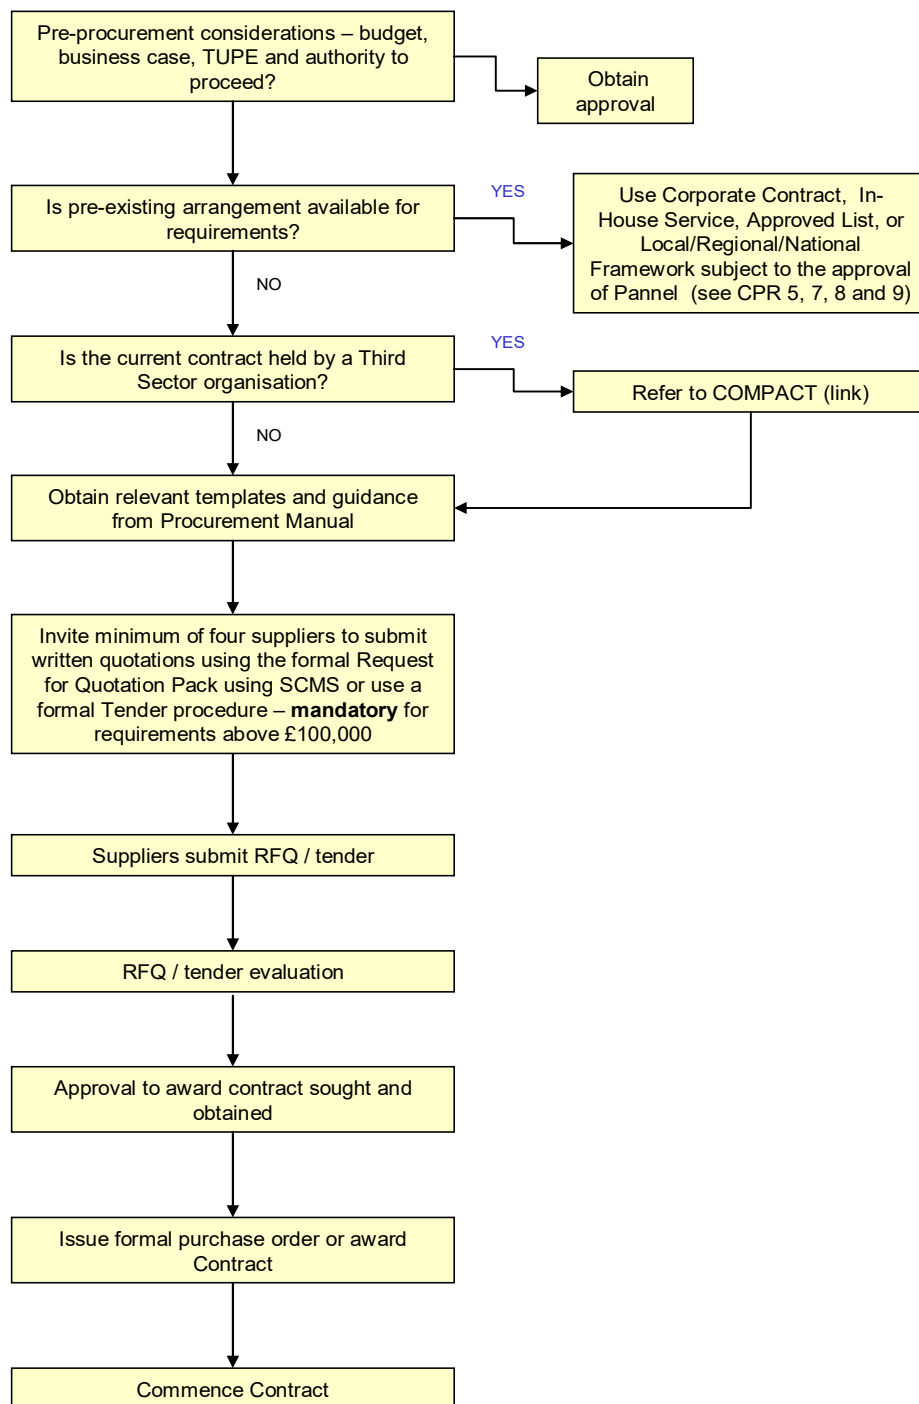 Pre-procurement considerations – budget,
business case, TUPE and authority to
proceed?
Obtain
approval
Is pre-existing arrangement available for
requirements?
YES
Use Corporate Contract,  In-
House Service, Approved List, or
Local/Regional/National
Framework subject to the approval
of Pannel  (see CPR 5, 7, 8 and 9)
NO
Is the current contract held by a Third
Sector organisation?
YES
Refer to COMPACT (link)
NO
Obtain relevant templates and guidance
from Procurement Manual
Invite minimum of four suppliers to submit
written quotations using the formal Request
for Quotation Pack using SCMS or use a
formal Tender procedure – mandatory for
requirements above £100,000
Suppliers submit RFQ / tender
RFQ / tender evaluation
Approval to award contract sought and
obtained
Issue formal purchase order or award
Contract
Commence Contract